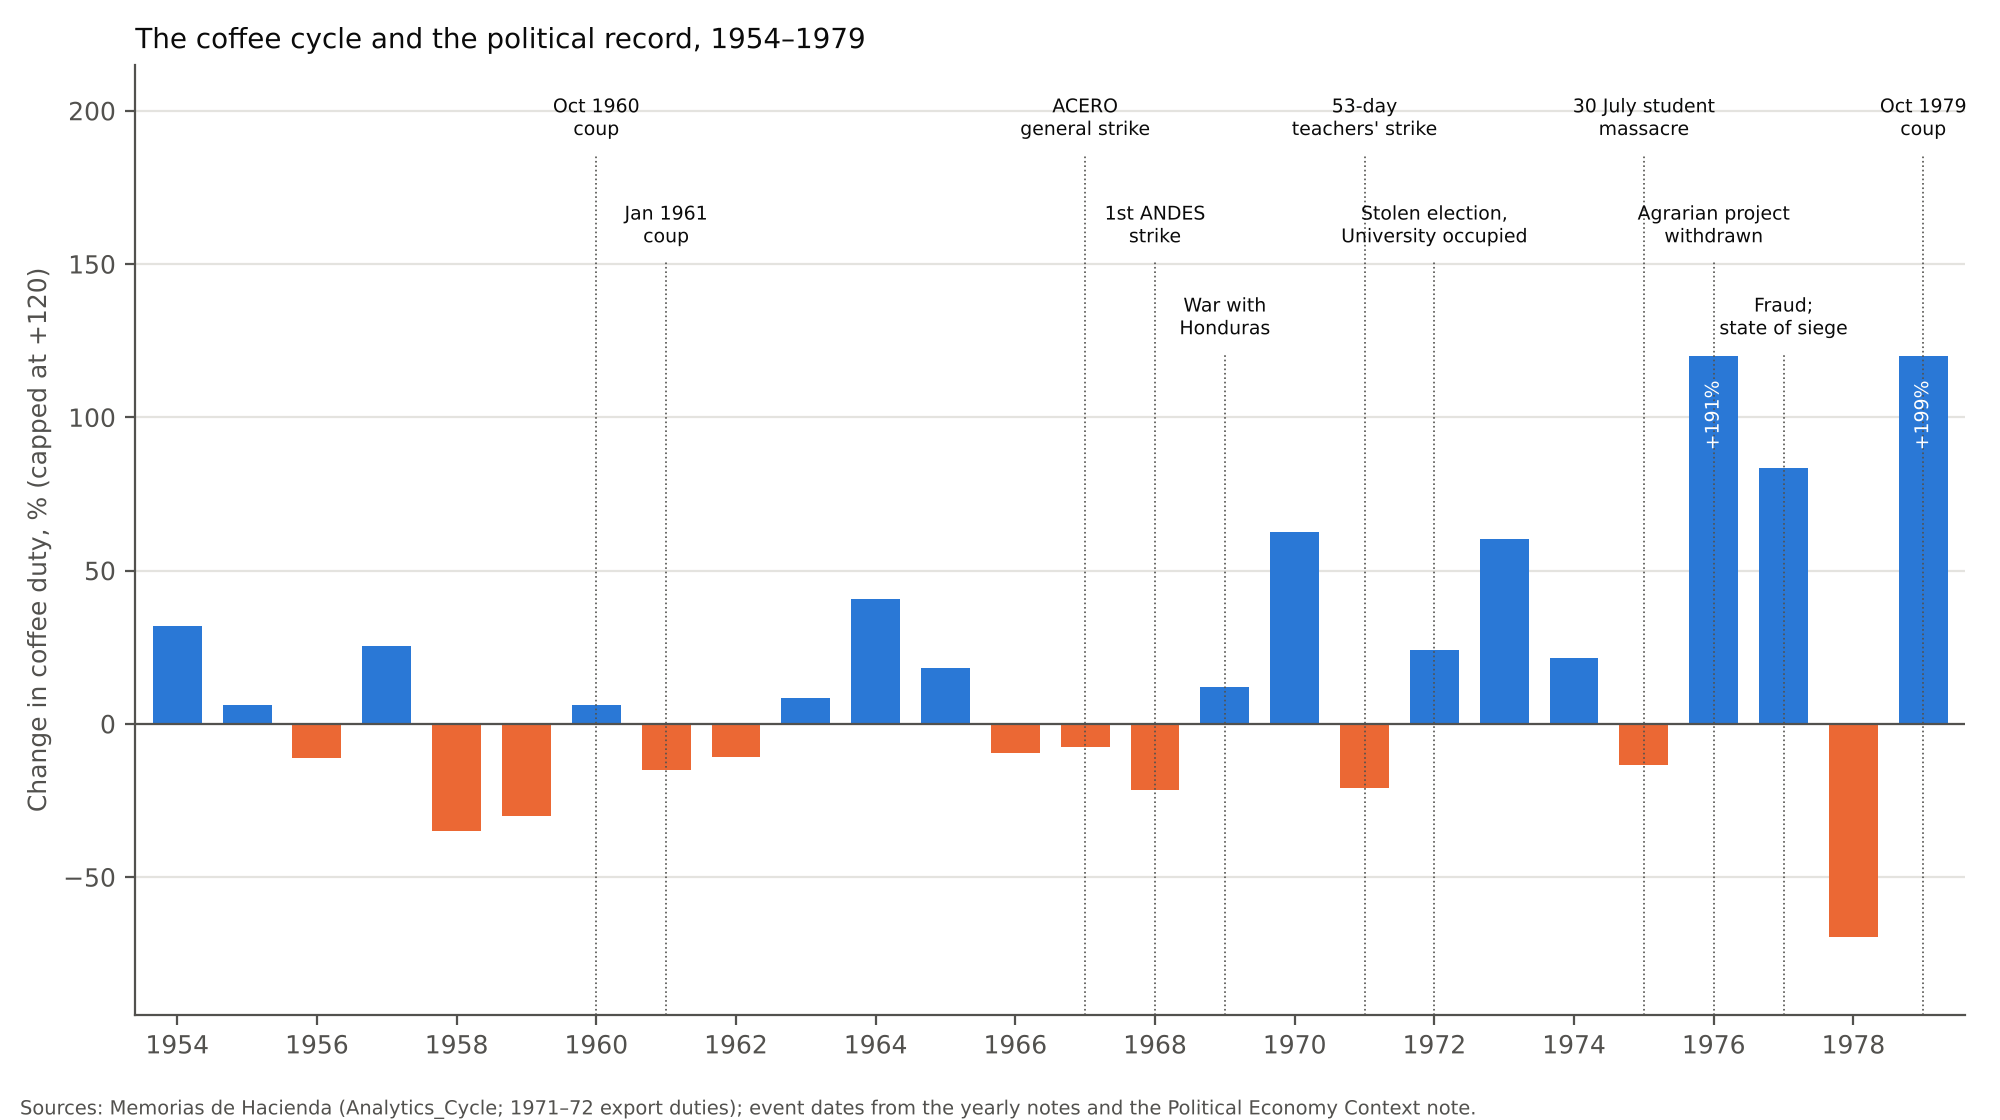 The coffee cycle and the political record, 1954–1979
Change in coffee duty, % (capped at +120)
200
150
100
50
0
−50
Oct 1960
coup
Jan 1961
coup
ACERO
general strike
1st ANDES
strike
War with
Honduras
53-day
teachers' strike
Stolen election,
University occupied
30 July student
massacre
Agrarian project
withdrawn
Fraud;
state of siege
Oct 1979
coup
+191%
+199%
1954
1956
1958
1960
1962
1964
1966
1968
1970
1972
1974
1976
1978
Sources: Memorias de Hacienda (Analytics_Cycle; 1971–72 export duties); event dates from the yearly notes and the Political Economy Context note.